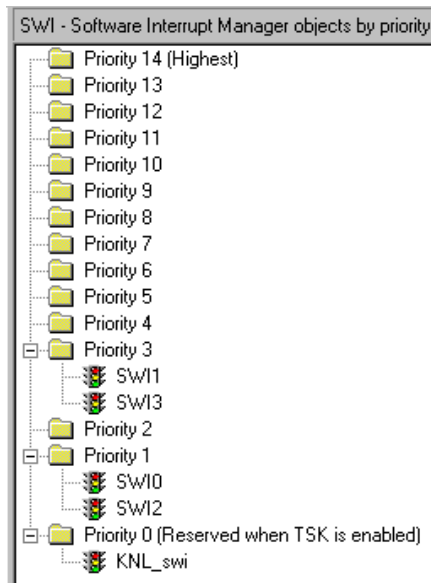 SWI - Software Interrupt Manager objects by priority
Priority 14 (Highest)
Priority 13
Priority 12
Priority 11
Priority 10
Priority 9
Priority 8
Priority 7
Priority 6
Priority 5
Priority 4
Priority 3
SWI1
SWI3
Priority 2
Priority 1
SWI0
SWI2
Priority 0 (Reserved when TSK is enabled)
KNL_swi